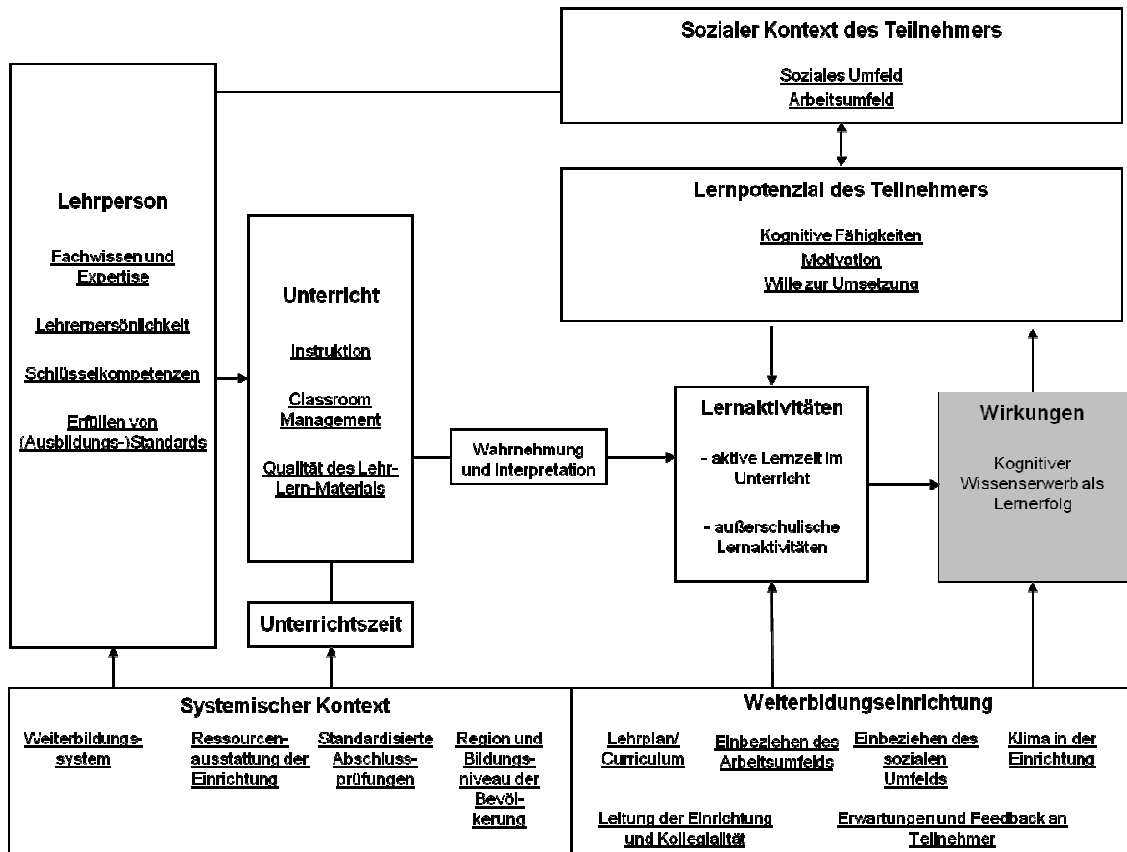 Sozialer Kontext des Teilnehmers
Soziales Umfeld
Arbeitsumfeld
Lehrperson
Fachwissen und
Expertise
Lehrerpersönlichkeit
Schlüsselkompetenzen
Erfüllen von
(Ausbildungs-)Standards
Unterricht
Instruktion
Classroom
Management
Qualität des Lehr-
Lern-Materials
Unterrichtszeit
Wahrnehmung
und Interpretation
Lernpotenzial des Teilnehmers
Kognitive Fähigkeiten
Motivation
Wille zur Umsetzung
Lernaktivitäten
- aktive Lernzeit im
Unterricht
- außerschulische
Lernaktivitäten
Wirkungen
Kognitiver
Wissenserwerb als
Lernerfolg
Systemischer Kontext
Weiterbildungs-
system
Ressourcen-
ausstattung der
Einrichtung
Standardisierte
Abschluss-
prüfungen
Region und
Bildungs-
niveau der
Bevöl-
kerung
Weiterbildungseinrichtung
Lehrplan/
Curriculum
Einbeziehen des
Arbeitsumfelds
Einbeziehen des
sozialen
Umfelds
Klima in der
Einrichtung
Leitung der Einrichtung
und Kollegialität
Erwartungen und Feedback an
Teilnehmer